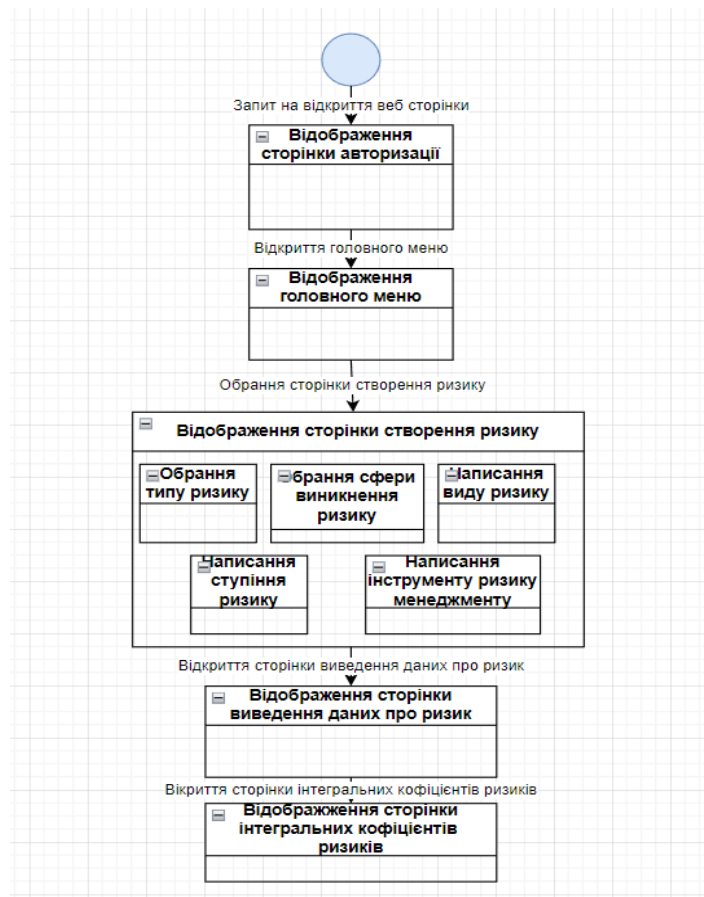 Запит на відкриття веб сторінки
Відображення
сторінки авторизації
Відкриття головного меню
Відображення
головного меню
Обрання сторінки створення ризику
Відображення сторінки створення ризику
Обрання
типу ризику
Обрання сфери
виникнення
ризику
Написання
виду ризику
Написання
ступіння
ризику
Написання
інструменту ризику
менеджменту
Відкриття сторінки виведення даних про ризик
Відображення сторінки
виведення даних про ризик
Вікриття сторінки інтегральних кофіцієнтів ризиків
Відображження сторінки
інтегральних кофіцієнтів
ризиків